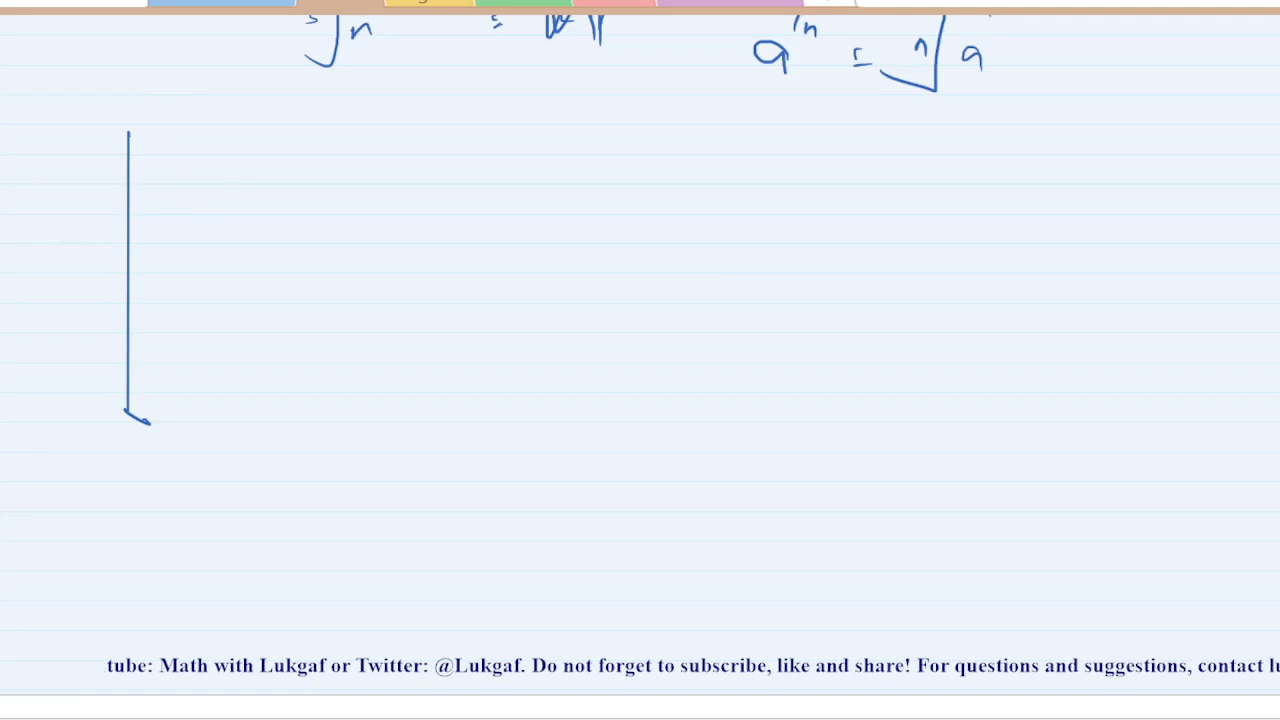 a^{1/n} = ⁿ√a
tube: Math with Lukgaf or Twitter: @Lukgaf. Do not forget to subscribe, like and share! For questions and suggestions, contact lu